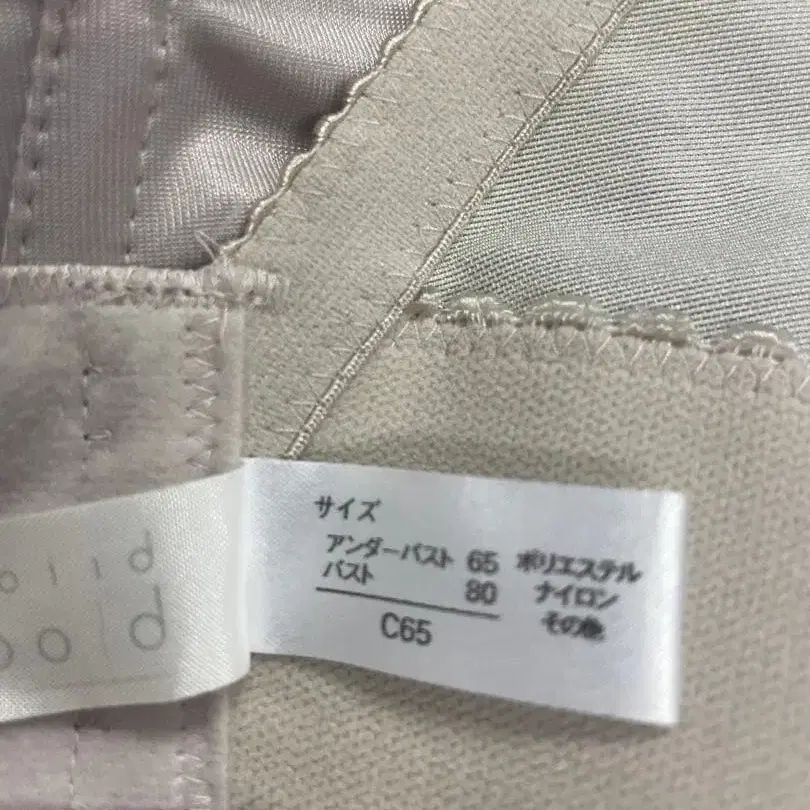 サイズ
アンダーバスト 65
バスト 80
C65
ポリエステル
ナイロン
その他